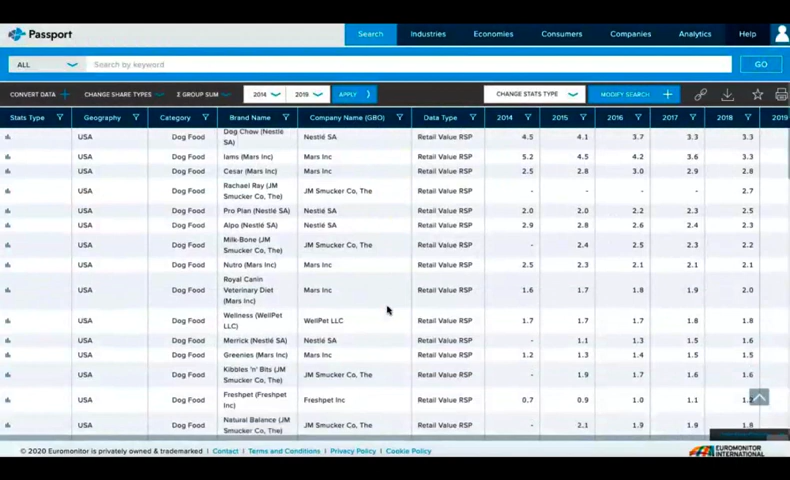 Passport Search Industries Economies Consumers Companies Analytics Help
ALL Search by keyword GO
CONVERT DATA CHANGE SHARE TYPES Σ GROUP SUM 2014 2019 APPLY CHANGE STATS TYPE MODIFY SEARCH
Stats Type Geography Category Brand Name Company Name (GBO) Data Type 2014 2015 2016 2017 2018 2019
USA Dog Food Dog Chow (Nestlé SA) Nestlé SA Retail Value RSP 4.5 4.1 3.7 3.3 3.3
USA Dog Food Iams (Mars Inc) Mars Inc Retail Value RSP 5.2 4.5 4.2 3.6 3.3
USA Dog Food Cesar (Mars Inc) Mars Inc Retail Value RSP 2.5 2.8 3.0 2.9 2.8
USA Dog Food Rachael Ray (JM Smucker Co, The) JM Smucker Co, The Retail Value RSP - - - - 2.7
USA Dog Food Pro Plan (Nestlé SA) Nestlé SA Retail Value RSP 2.0 2.0 2.2 2.3 2.5
USA Dog Food Alpo (Nestlé SA) Nestlé SA Retail Value RSP 2.9 2.8 2.6 2.4 2.3
USA Dog Food Milk-Bone (JM Smucker Co, The) JM Smucker Co, The Retail Value RSP - 2.4 2.5 2.3 2.2
USA Dog Food Nutro (Mars Inc) Mars Inc Retail Value RSP 2.5 2.3 2.1 2.1 2.1
USA Dog Food Royal Canin Veterinary Diet (Mars Inc) Mars Inc Retail Value RSP 1.6 1.7 1.8 1.9 2.0
USA Dog Food Wellness (WellPet LLC) WellPet LLC Retail Value RSP 1.7 1.7 1.7 1.8 1.8
USA Dog Food Merrick (Nestlé SA) Nestlé SA Retail Value RSP - 1.1 1.3 1.5 1.6
USA Dog Food Greenies (Mars Inc) Mars Inc Retail Value RSP 1.2 1.3 1.4 1.5 1.5
USA Dog Food Kibbles 'n' Bits (JM Smucker Co, The) JM Smucker Co, The Retail Value RSP - 1.9 1.7 1.6 1.6
USA Dog Food Freshpet (Freshpet Inc) Freshpet Inc Retail Value RSP 0.7 0.9 1.0 1.1
USA Dog Food Natural Balance (JM Smucker Co, The) JM Smucker Co, The Retail Value RSP - 2.1 1.9 1.9 1.8
© 2020 Euromonitor is privately owned & trademarked | Contact | Terms and Conditions | Privacy Policy | Cookie Policy EUROMONITOR INTERNATIONAL